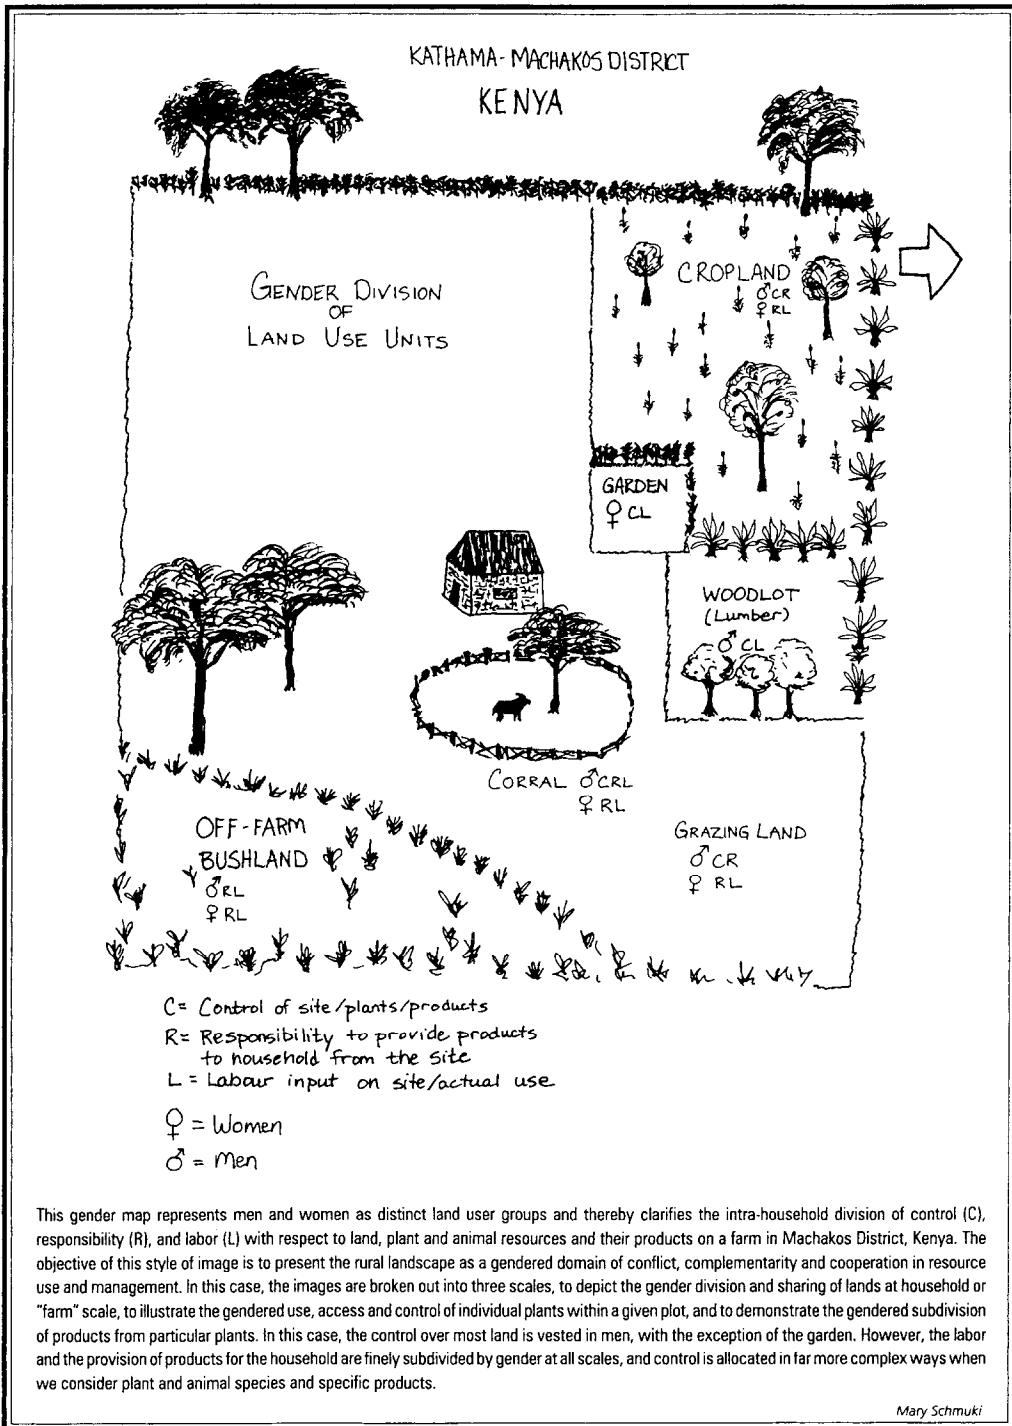 KATHAMA - MACHAKOS DISTRICT
KENYA
GENDER DIVISION
OF
LAND USE UNITS
CROPLAND
♂ CR
♀ RL
GARDEN
♀ CL
WOODLOT
(Lumber)
♂ CL
CORRAL ♂ CRL
♀ RL
OFF-FARM
BUSHLAND
♂ RL
♀ RL
GRAZING LAND
♂ CR
♀ RL
C = Control of site/plants/products
R = Responsibility to provide products
to household from the site
L = Labour input on site/actual use
♀ = Women
♂ = Men
This gender map represents men and women as distinct land user groups and thereby clarifies the intra-household division of control (C),
responsibility (R), and labor (L) with respect to land, plant and animal resources and their products on a farm in Machakos District, Kenya. The
objective of this style of image is to present the rural landscape as a gendered domain of conflict, complementarity and cooperation in resource
use and management. In this case, the images are broken out into three scales, to depict the gender division and sharing of lands at household or
"farm" scale, to illustrate the gendered use, access and control of individual plants within a given plot, and to demonstrate the gendered subdivision
of products from particular plants. In this case, the control over most land is vested in men, with the exception of the garden. However, the labor
and the provision of products for the household are finely subdivided by gender at all scales, and control is allocated in far more complex ways when
we consider plant and animal species and specific products.
Mary Schmuki